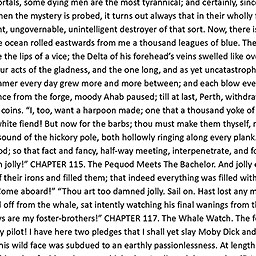 ortals, some dying men are the most tyrannical; and certainly, since
hen the mystery is probed, it turns out always that in their wholly
t, ungovernable, unintelligent destroyer of that sort. Now, there is
e ocean rolled eastwards from me a thousand leagues of blue. The
e the lips of a vice; the Delta of his forehead's veins swelled like ove
ur acts of the gladness, and the one long, and as yet uncatastroph
mmer every day grew more and more between; and each blow eve
nce from the forge, moody Ahab paused; till at last, Perth, withdra
coins. "I, too, want a harpoon made; one that a thousand yoke of
white fiend! But now for the barbs; thou must make them thyself, m
sound of the hickory pole, both hollowly ringing along every plank
od; so that fact and fancy, half-way meeting, interpenetrate, and fo
n jolly!" CHAPTER 115. The Pequod Meets The Bachelor. And jolly e
f their irons and filled them; that indeed everything was filled with
Come aboard!" "Thou art too damned jolly. Sail on. Hast lost any m
d off from the whale, sat intently watching his final wanings from th
ys are my foster-brothers!" CHAPTER 117. The Whale Watch. The fo
y pilot! I have here two pledges that I shall yet slay Moby Dick and
his wild face was subdued to an earthly passionlessness. At length